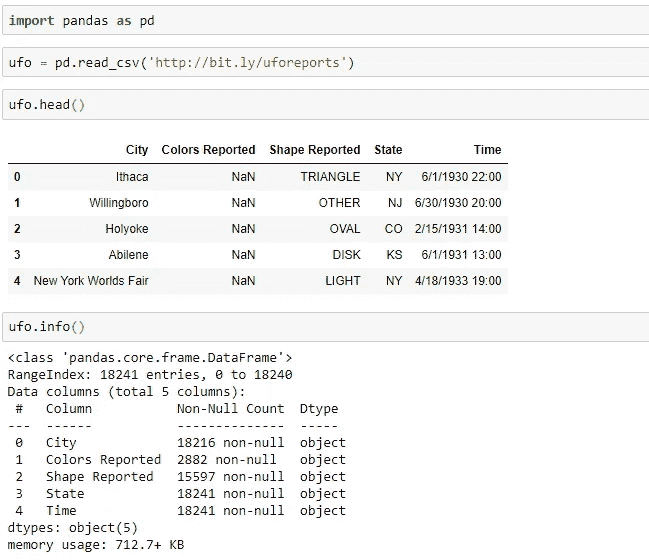 import pandas as pd
ufo = pd.read_csv('http://bit.ly/uforeports')
ufo.head()
City Colors Reported Shape Reported State Time
0 Ithaca NaN TRIANGLE NY 6/1/1930 22:00
1 Willingboro NaN OTHER NJ 6/30/1930 20:00
2 Holyoke NaN OVAL CO 2/15/1931 14:00
3 Abilene NaN DISK KS 6/1/1931 13:00
4 New York Worlds Fair NaN LIGHT NY 4/18/1933 19:00
ufo.info()
<class 'pandas.core.frame.DataFrame'>
RangeIndex: 18241 entries, 0 to 18240
Data columns (total 5 columns):
# Column Non-Null Count Dtype
--- ------ -------------- -----
0 City 18216 non-null object
1 Colors Reported 2882 non-null object
2 Shape Reported 15597 non-null object
3 State 18241 non-null object
4 Time 18241 non-null object
dtypes: object(5)
memory usage: 712.7+ KB